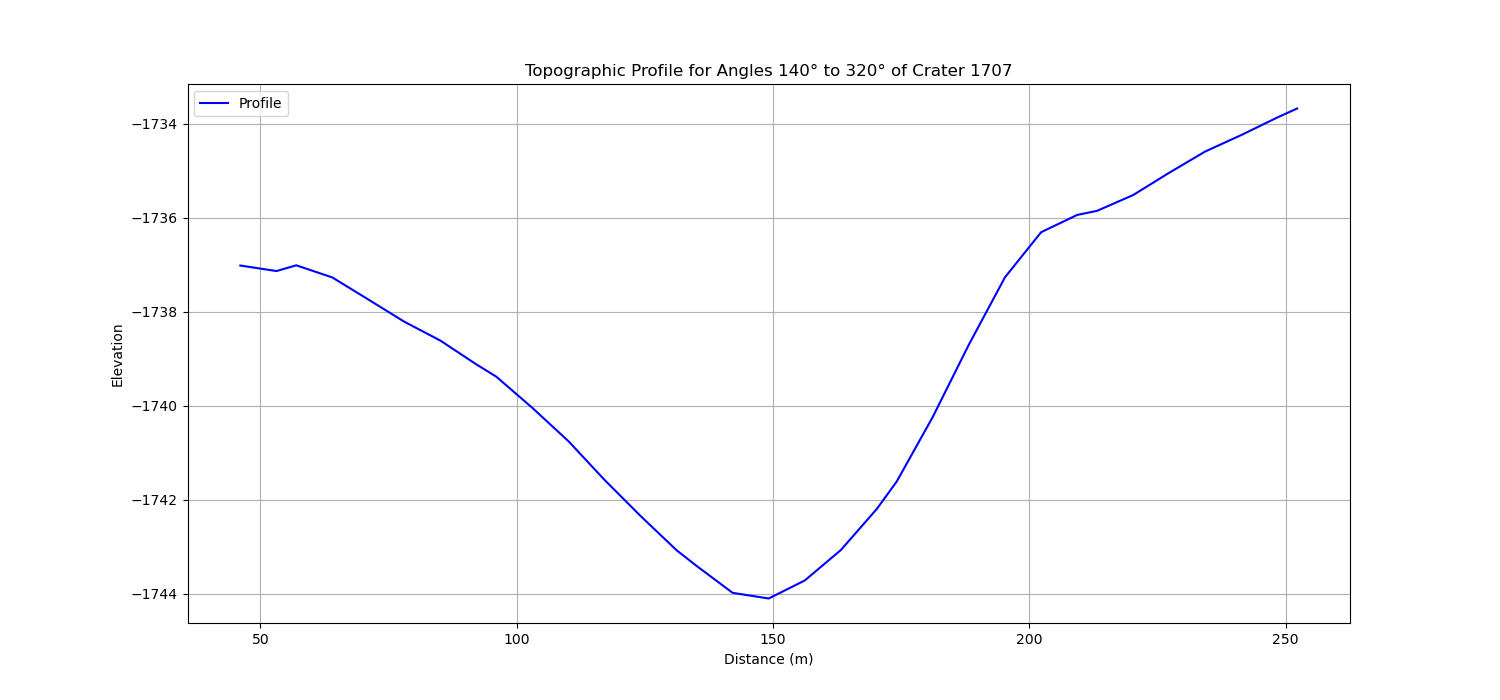 Topographic Profile for Angles 140° to 320° of Crater 1707
Profile
−1734
−1736
−1738
−1740
−1742
−1744
Elevation
50
100
150
200
250
Distance (m)